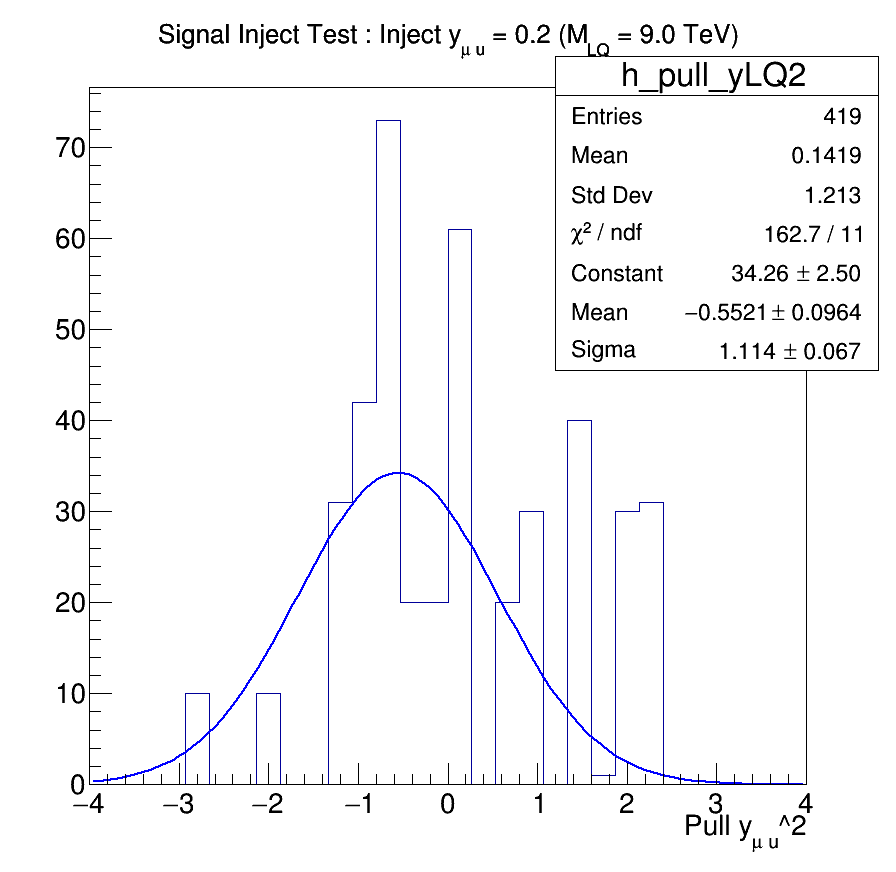 Signal Inject Test : Inject y_μu = 0.2 (M_LQ = 9.0 TeV)
h_pull_yLQ2
Entries 419
Mean 0.1419
Std Dev 1.213
χ² / ndf 162.7 / 11
Constant 34.26 ± 2.50
Mean −0.5521 ± 0.0964
Sigma 1.114 ± 0.067
70
60
50
40
30
20
10
0
−4 −3 −2 −1 0 1 2 3 4
Pull y_μu^2